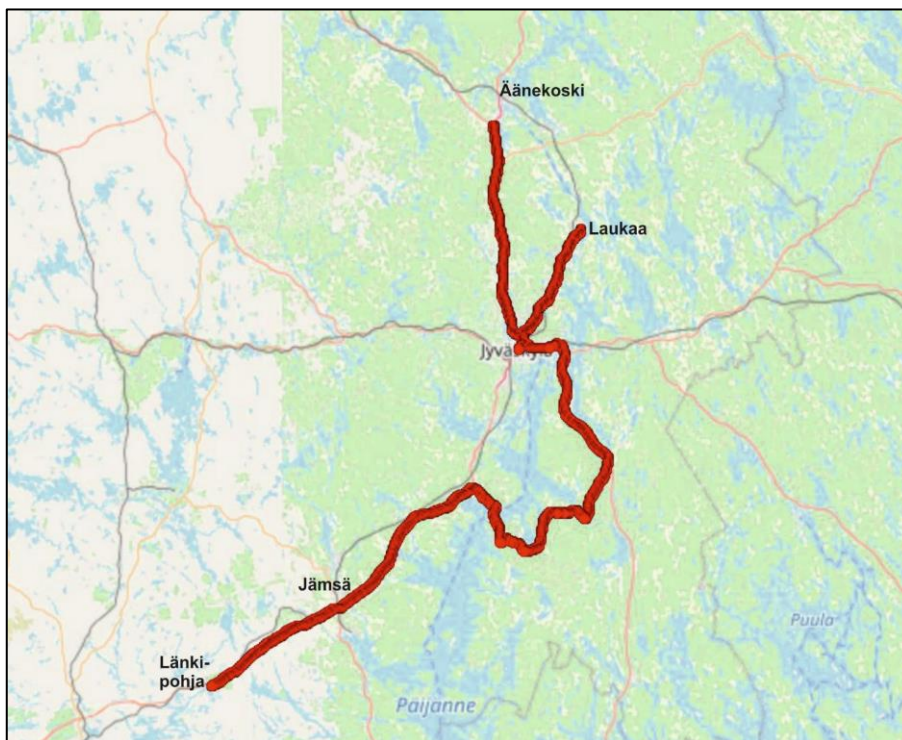 Äänekoski
Laukaa
Jämsä
Länki-
pohja
Puula
Päijänne